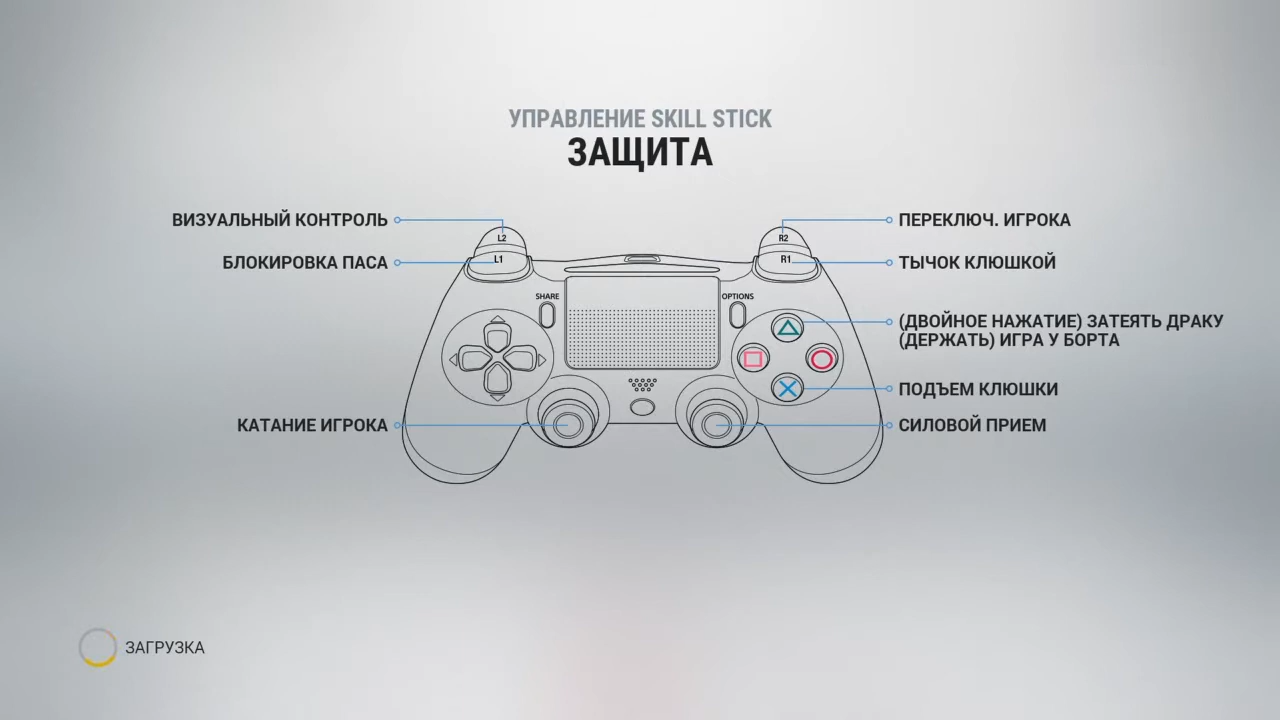 УПРАВЛЕНИЕ SKILL STICK
ЗАЩИТА
ВИЗУАЛЬНЫЙ КОНТРОЛЬ
L2
R2
ПЕРЕКЛЮЧ. ИГРОКА
БЛОКИРОВКА ПАСА
L1
R1
ТЫЧОК КЛЮШКОЙ
SHARE
OPTIONS
(ДВОЙНОЕ НАЖАТИЕ) ЗАТЕЯТЬ ДРАКУ
(ДЕРЖАТЬ) ИГРА У БОРТА
ПОДЪЕМ КЛЮШКИ
КАТАНИЕ ИГРОКА
СИЛОВОЙ ПРИЕМ
ЗАГРУЗКА